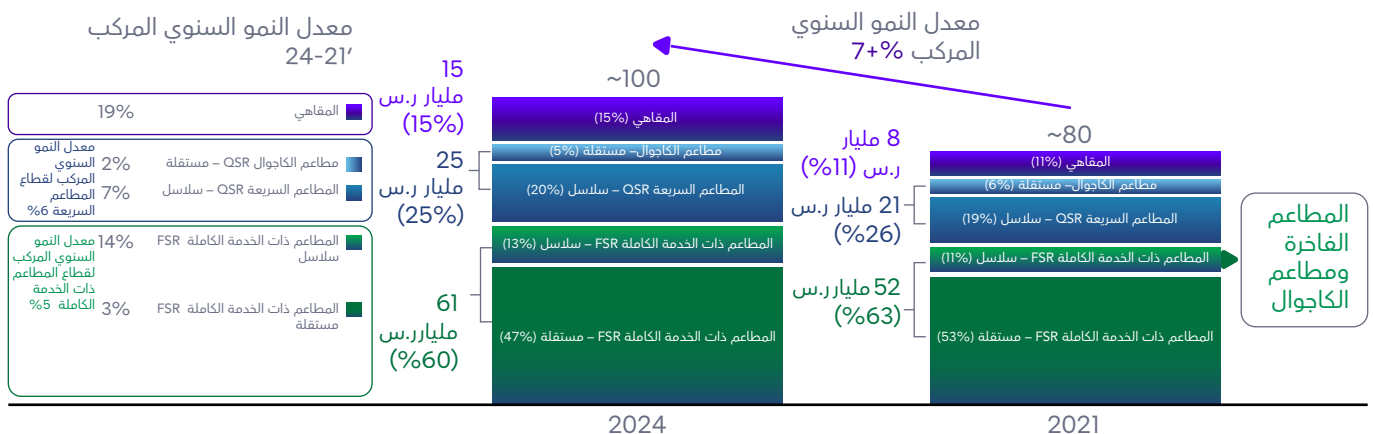 معدل النمو السنوي
المركب %+7
~80
المقاهي (11%)
مطاعم الكاجوال– مستقلة (6%)
المطاعم السريعة QSR – سلاسل (19%)
المطاعم ذات الخدمة الكاملة FSR – سلاسل (11%)
المطاعم ذات الخدمة الكاملة FSR – مستقلة (53%)
8 مليار
ر.س (11%)
21 مليار ر.س
(26%)
52 مليار ر.س
(63%)
2021
المطاعم
الفاخرة
ومطاعم
الكاجوال
~100
المقاهي (15%)
مطاعم الكاجوال– مستقلة (5%)
المطاعم السريعة QSR – سلاسل (20%)
المطاعم ذات الخدمة الكاملة FSR – سلاسل (13%)
المطاعم ذات الخدمة الكاملة FSR – مستقلة (47%)
15
مليار ر.س
(15%)
25
مليار ر.س
(25%)
61
مليار ر.س
(60%)
2024
معدل النمو السنوي المركب
24-21’
المقاهي 19%
مطاعم الكاجوال QSR – مستقلة 2%
المطاعم السريعة QSR – سلاسل 7%
معدل النمو
السنوي
المركب لقطاع
المطاعم
السريعة 6%
المطاعم ذات الخدمة الكاملة FSR
سلاسل
14%
المطاعم ذات الخدمة الكاملة FSR
مستقلة
3%
معدل النمو
السنوي المركب
لقطاع المطاعم
ذات الخدمة
الكاملة 5%